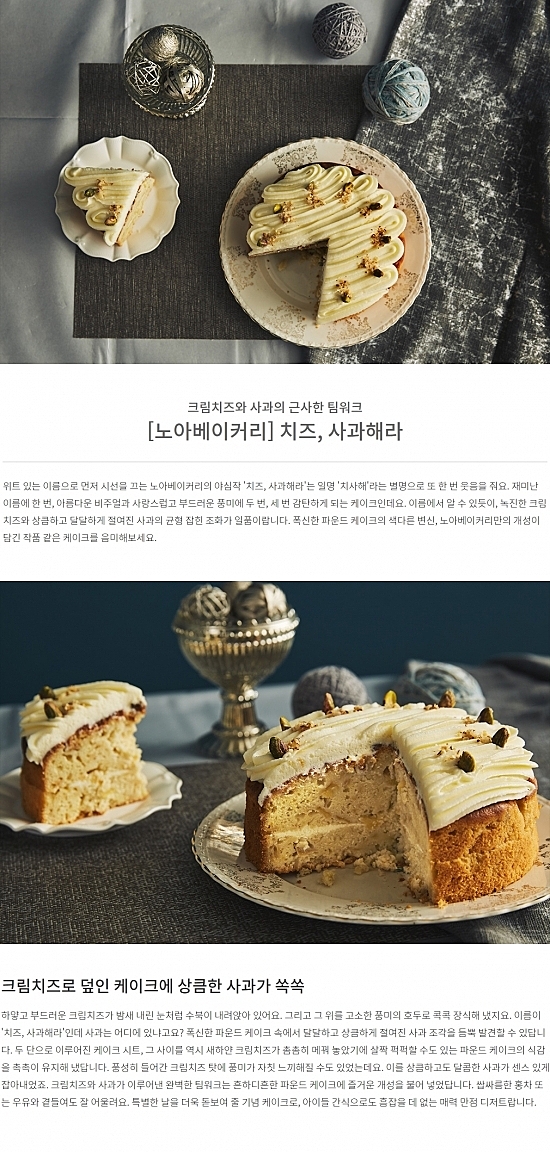 크림치즈와 사과의 근사한 팀워크
[노아베이커리] 치즈, 사과해라
위트 있는 이름으로 먼저 시선을 끄는 노아베이커리의 야심작 '치즈, 사과해라'는 일명 '치사해'라는 별명으로 또 한 번 웃음을 줘요. 재미난
이름에 한 번, 아름다운 비주얼과 사랑스럽고 부드러운 풍미에 두 번, 세 번 감탄하게 되는 케이크인데요. 이름에서 알 수 있듯이, 녹진한 크림
치즈와 상큼하고 달달하게 절여진 사과의 균형 잡힌 조화가 일품이랍니다. 폭신한 파운드 케이크의 색다른 변신, 노아베이커리만의 개성이
담긴 작품 같은 케이크를 음미해보세요.
크림치즈로 덮인 케이크에 상큼한 사과가 쏙쏙
하얗고 부드러운 크림치즈가 밤새 내린 눈처럼 수북이 내려앉아 있어요. 그리고 그 위를 고소한 풍미의 호두로 콕콕 장식해 냈지요. 이름이
'치즈, 사과해라'인데 사과는 어디에 있냐고요? 폭신한 파운드 케이크 속에서 달달하고 상큼하게 절여진 사과 조각을 듬뿍 발견할 수 있답니
다. 두 단으로 이루어진 케이크 시트, 그 사이를 역시 새하얀 크림치즈가 촘촘히 메꿔 놓았기에 살짝 퍽퍽할 수도 있는 파운드 케이크의 식감
을 촉촉이 유지해 냈답니다. 풍성히 들어간 크림치즈 탓에 풍미가 자칫 느끼해질 수도 있었는데요. 이를 상큼하고도 달콤한 사과가 센스 있게
잡아내었죠. 크림치즈와 사과가 이루어낸 완벽한 팀워크는 흔하디흔한 파운드 케이크에 즐거운 개성을 불어 넣었답니다. 쌉싸름한 홍차 또
는 우유와 곁들여도 잘 어울려요. 특별한 날을 더욱 돋보여 줄 기념 케이크로, 아이들 간식으로도 흠잡을 데 없는 매력 만점 디저트랍니다.